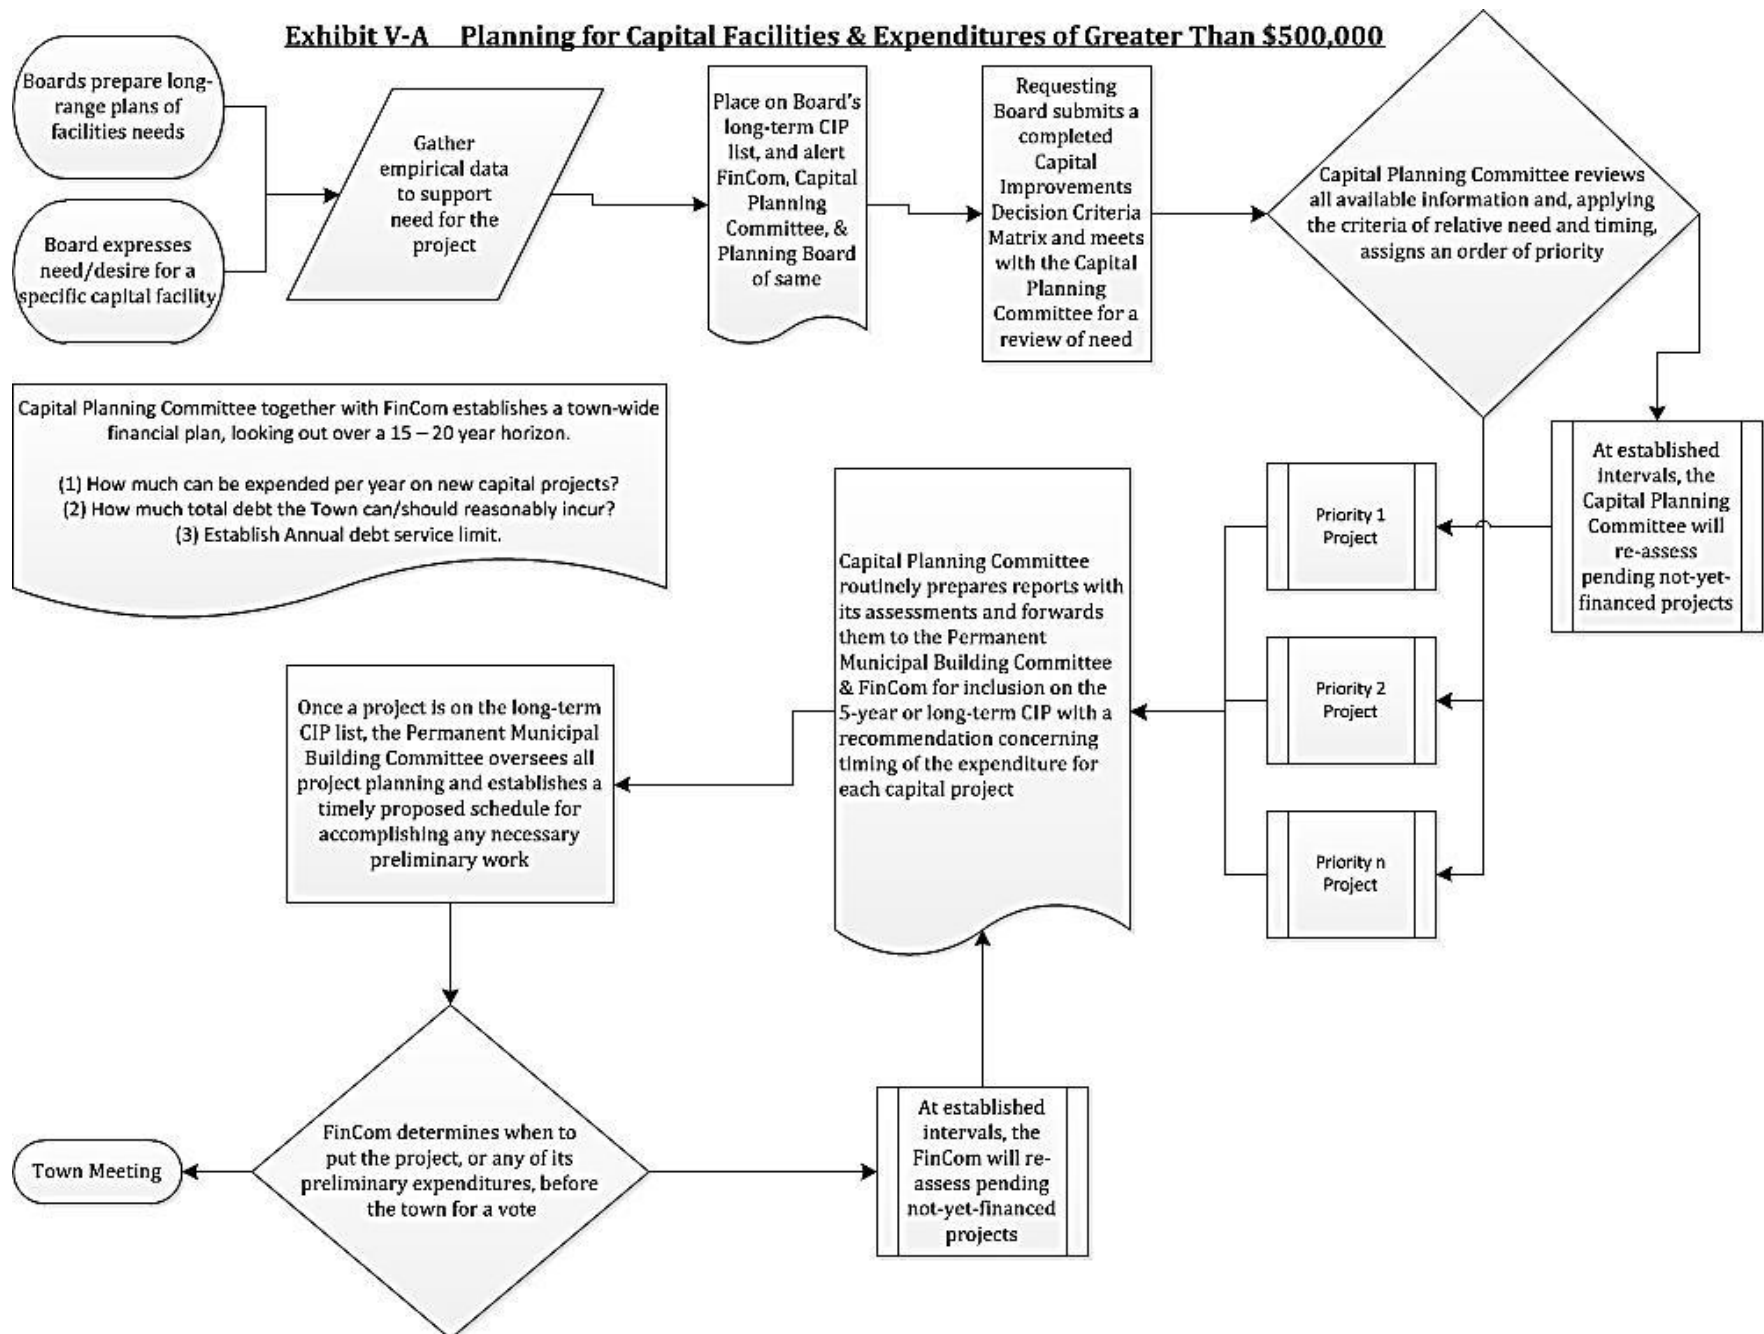 Exhibit V-A Planning for Capital Facilities & Expenditures of Greater Than $500,000
Boards prepare long-
range plans of
facilities needs
Board expresses
need/desire for a
specific capital facility
Gather
empirical data
to support
need for the
project
Place on Board's
long-term CIP
list, and alert
FinCom, Capital
Planning
Committee, &
Planning Board
of same
Requesting
Board submits a
completed
Capital
Improvements
Decision Criteria
Matrix and meets
with the Capital
Planning
Committee for a
review of need
Capital Planning Committee reviews
all available information and, applying
the criteria of relative need and timing,
assigns an order of priority
At established
intervals, the
Capital Planning
Committee will
re-assess
pending not-yet-
financed projects
Capital Planning Committee together with FinCom establishes a town-wide
financial plan, looking out over a 15 – 20 year horizon.
(1) How much can be expended per year on new capital projects?
(2) How much total debt the Town can/should reasonably incur?
(3) Establish Annual debt service limit.
Priority 1
Project
Priority 2
Project
Priority n
Project
Capital Planning Committee
routinely prepares reports with
its assessments and forwards
them to the Permanent
Municipal Building Committee
& FinCom for inclusion on the
5-year or long-term CIP with a
recommendation concerning
timing of the expenditure for
each capital project
Once a project is on the long-term
CIP list, the Permanent Municipal
Building Committee oversees all
project planning and establishes a
timely proposed schedule for
accomplishing any necessary
preliminary work
FinCom determines when to
put the project, or any of its
preliminary expenditures, before
the town for a vote
Town Meeting
At established
intervals, the
FinCom will re-
assess pending
not-yet-financed
projects